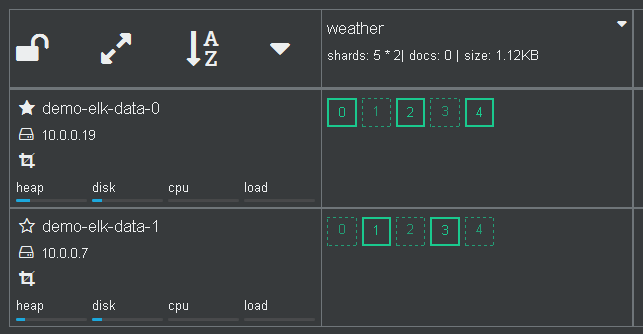 A
Z
weather
shards: 5 * 2| docs: 0 | size: 1.12KB
demo-elk-data-0
10.0.0.19
heap disk cpu load
0 1 2 3 4
demo-elk-data-1
10.0.0.7
heap disk cpu load
0 1 2 3 4